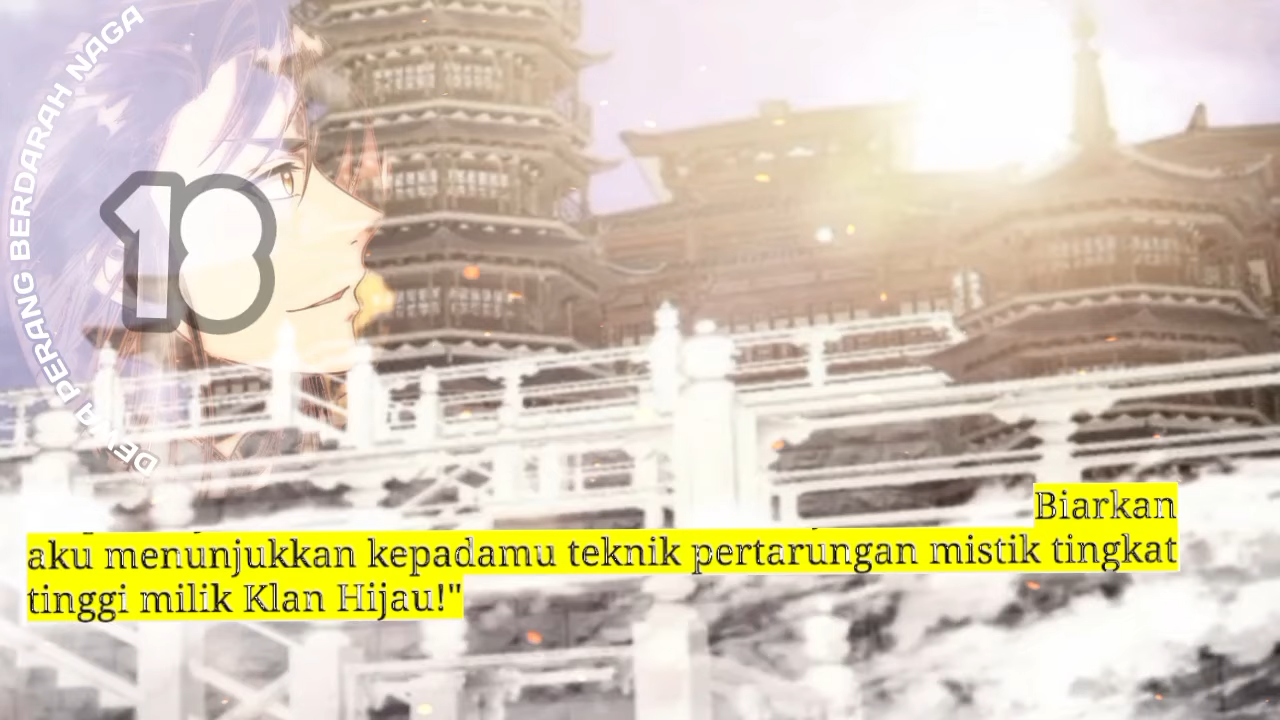 DEWA PERANG BERDARAH NAGA
18
Biarkan
aku menunjukkan kepadamu teknik pertarungan mistik tingkat
tinggi milik Klan Hijau!"